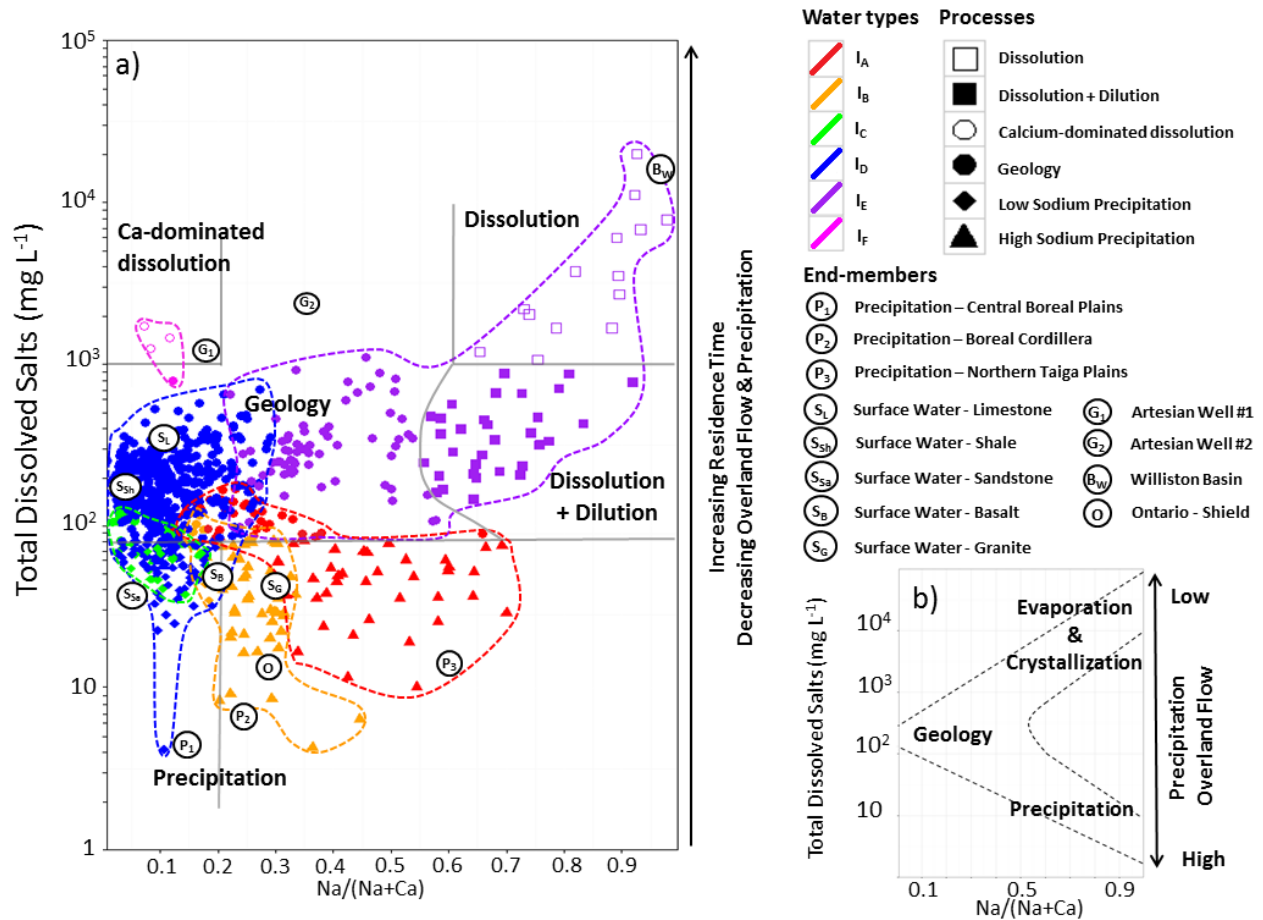 a)
Total Dissolved Salts (mg L-1)
10^5
10^4
10^3
10^2
10
1
0.1 0.2 0.3 0.4 0.5 0.6 0.7 0.8 0.9
Na/(Na+Ca)
Ca-dominated
dissolution
Dissolution
Geology
Dissolution
+ Dilution
Precipitation
BW
G2
G1
SL
SSh
SSa
SB
SG
O
P3
P2
P1
Increasing Residence Time
Decreasing Overland Flow & Precipitation
Water types
IA
IB
IC
ID
IE
IF
Processes
Dissolution
Dissolution + Dilution
Calcium-dominated dissolution
Geology
Low Sodium Precipitation
High Sodium Precipitation
End-members
P1 Precipitation – Central Boreal Plains
P2 Precipitation – Boreal Cordillera
P3 Precipitation – Northern Taiga Plains
SL Surface Water - Limestone
SSh Surface Water - Shale
SSa Surface Water - Sandstone
SB Surface Water - Basalt
SG Surface Water - Granite
G1 Artesian Well #1
G2 Artesian Well #2
BW Williston Basin
O Ontario - Shield
b)
Total Dissolved Salts (mg L-1)
10^4
10^3
10^2
10
0.1 0.5 0.9
Na/(Na+Ca)
Evaporation
&
Crystallization
Geology
Precipitation
Low
Precipitation
Overland Flow
High